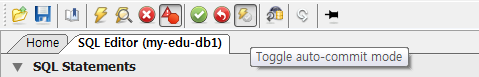 Home
SQL Editor (my-edu-db1)
Toggle auto-commit mode
SQL Statements